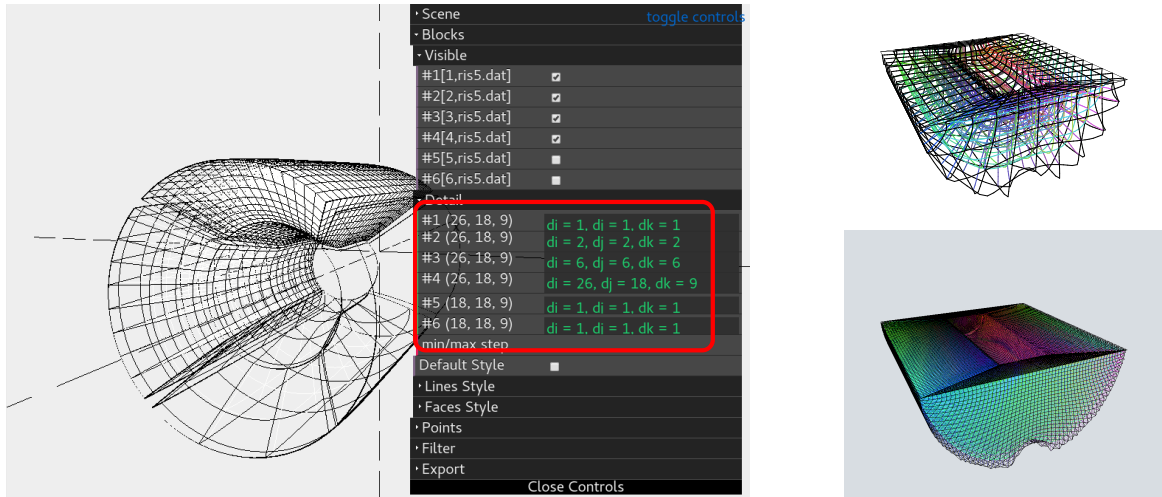 Scene
toggle controls
Blocks
Visible
#1[1,ris5.dat]
#2[2,ris5.dat]
#3[3,ris5.dat]
#4[4,ris5.dat]
#5[5,ris5.dat]
#6[6,ris5.dat]
Detail
#1 (26, 18, 9) di = 1, di = 1, dk = 1
#2 (26, 18, 9) di = 2, dj = 2, dk = 2
#3 (26, 18, 9) di = 6, dj = 6, dk = 6
#4 (26, 18, 9) di = 26, dj = 18, dk = 9
#5 (18, 18, 9) di = 1, di = 1, dk = 1
#6 (18, 18, 9) di = 1, di = 1, dk = 1
min/max step
Default Style
Lines Style
Faces Style
Points
Filter
Export
Close Controls